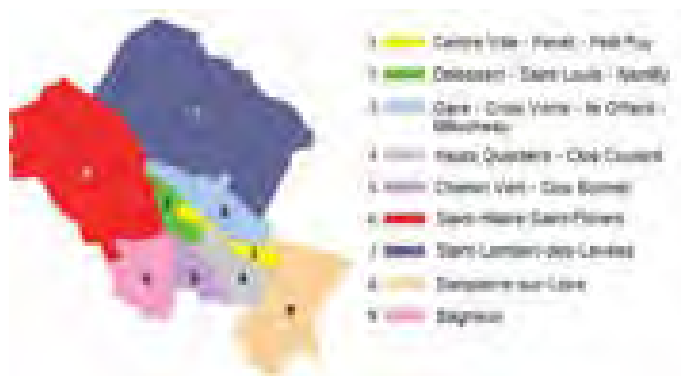 1 Centre Ville - Fenêt - Petit Puy
2 Delessert - Saint Louis - Nantilly
3 Gare - Croix Verte - Ile Offard -
Millocheau
4 Hauts Quartiers - Clos Coutard
5 Chemin Vert - Clos Bonnet
6 Saint-Hilaire-Saint-Florent
7 Saint-Lambert-des-Levées
8 Dampierre-sur-Loire
9 Bagneux